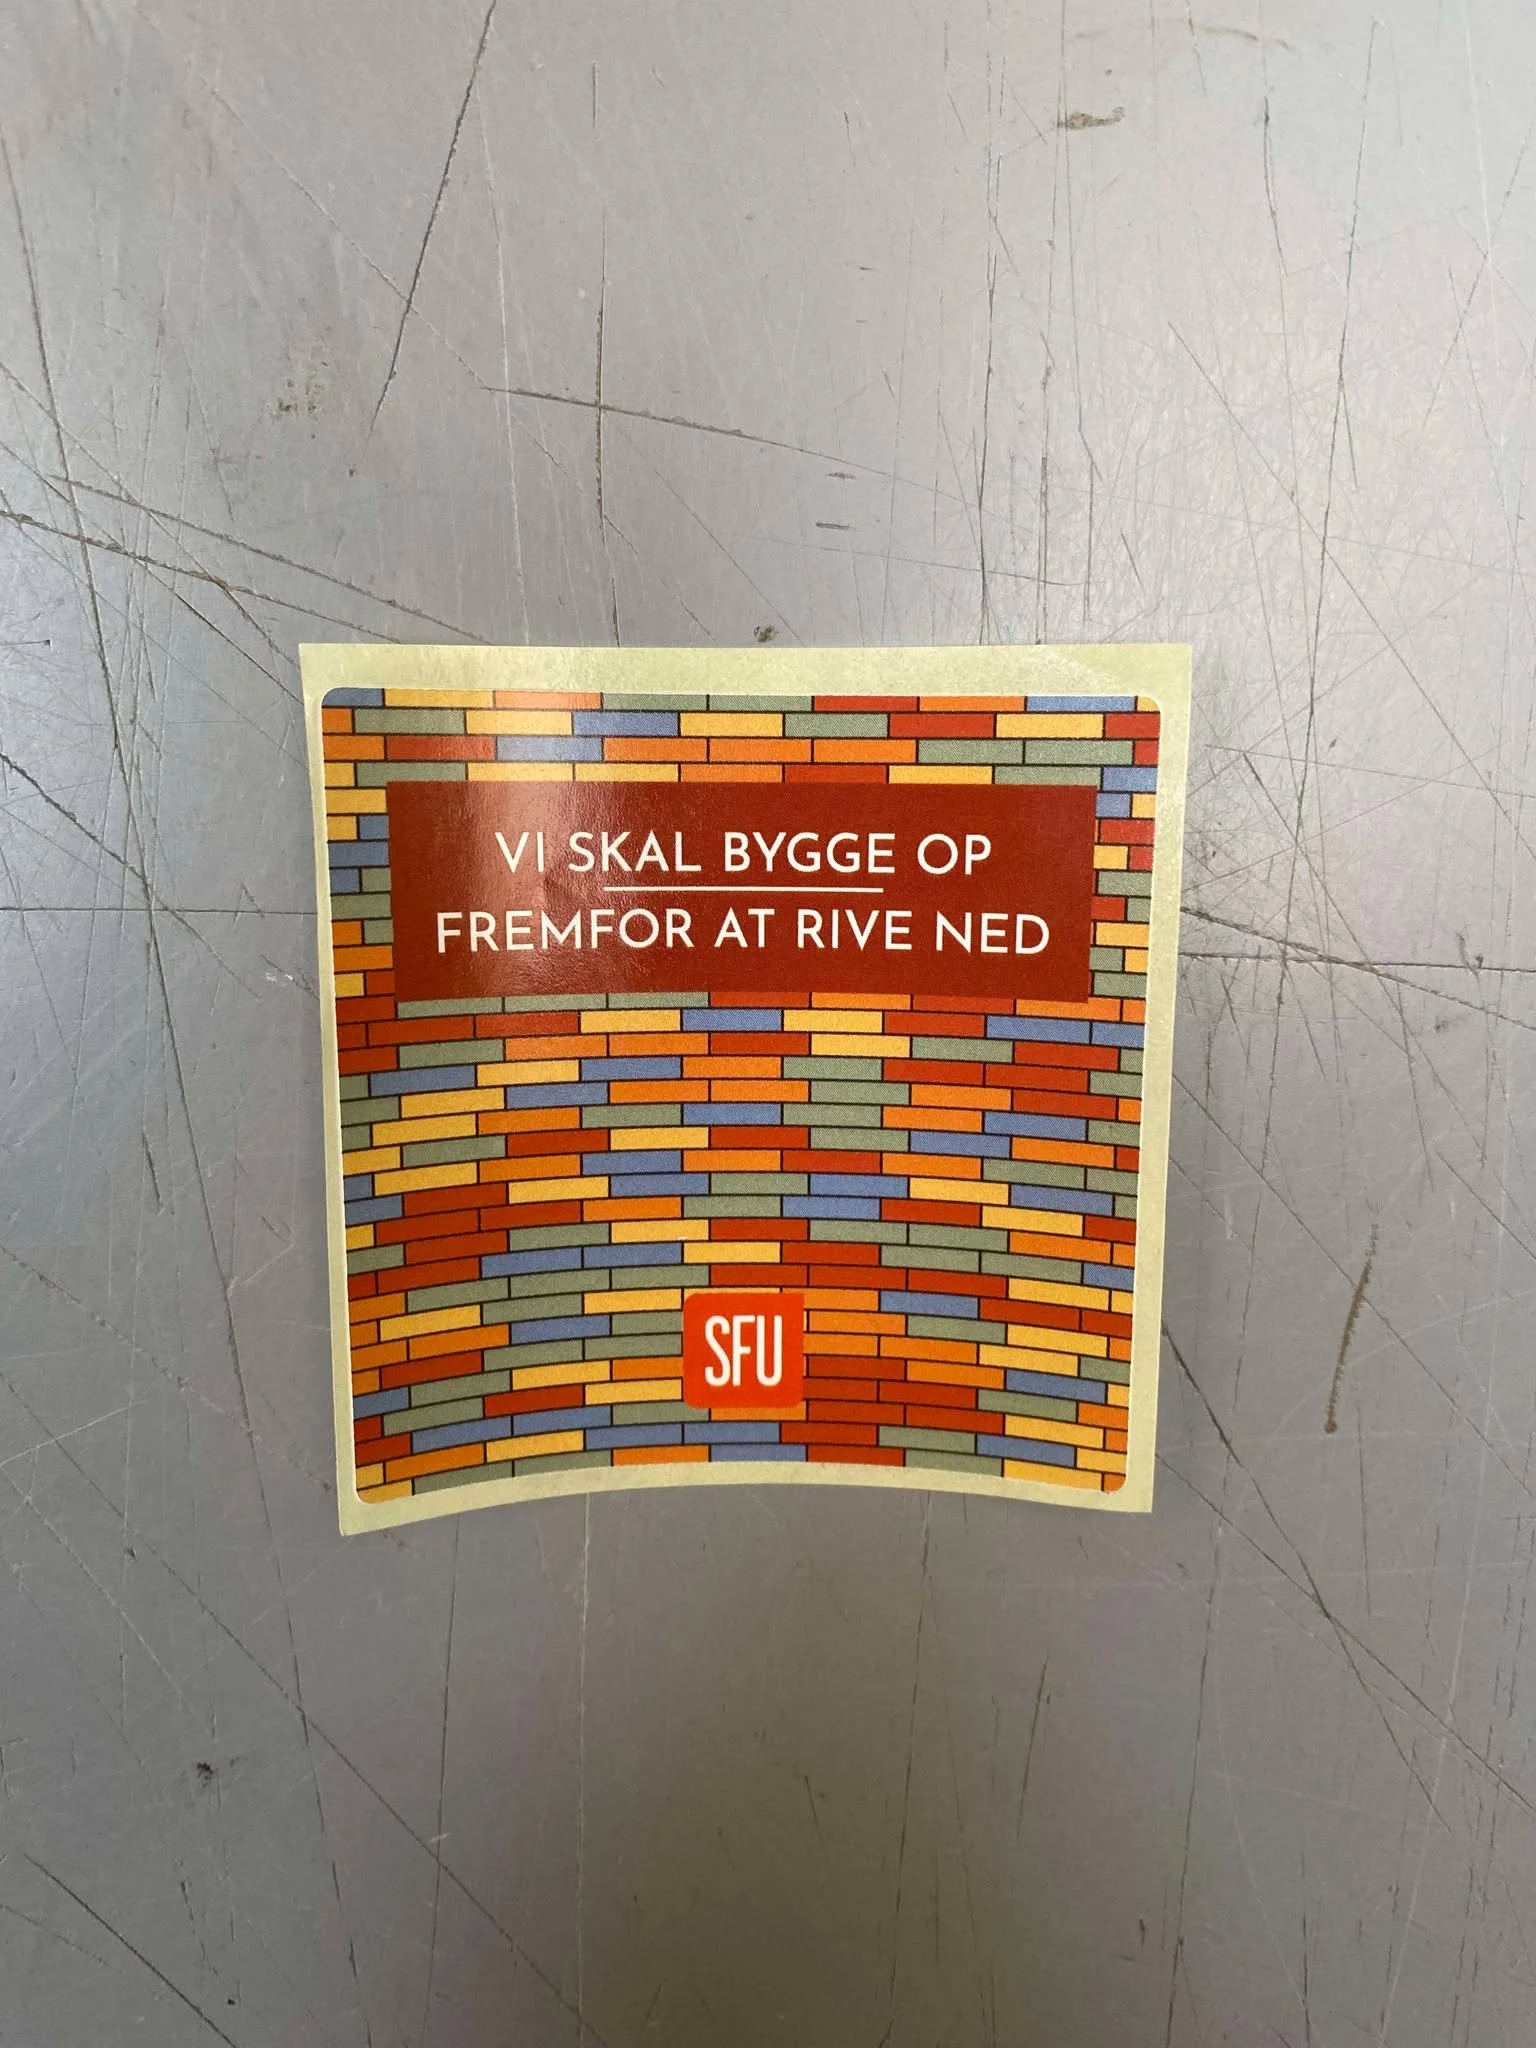 VI SKAL BYGGE OP
FREMFOR AT RIVE NED
SFU